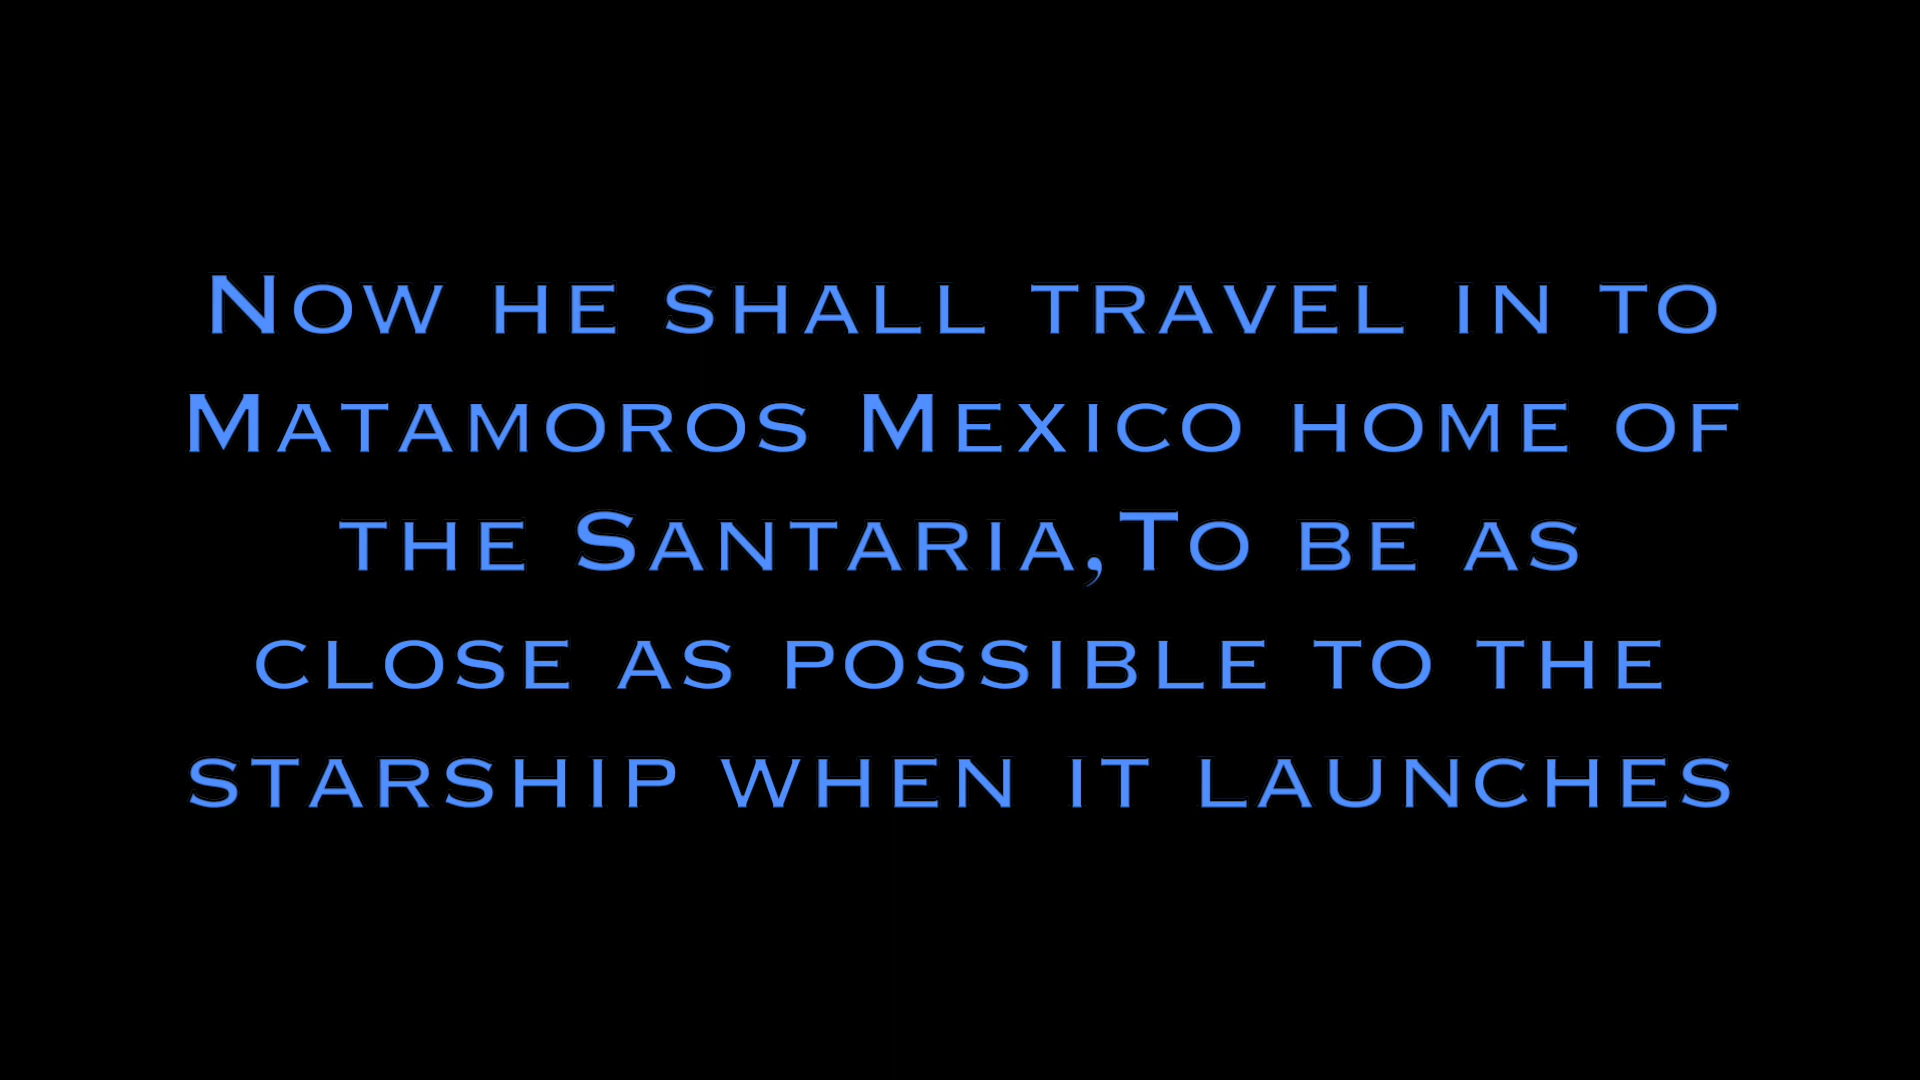 Now he shall travel in to
Matamoros Mexico home of
the Santaria,To be as
close as possible to the
starship when it launches